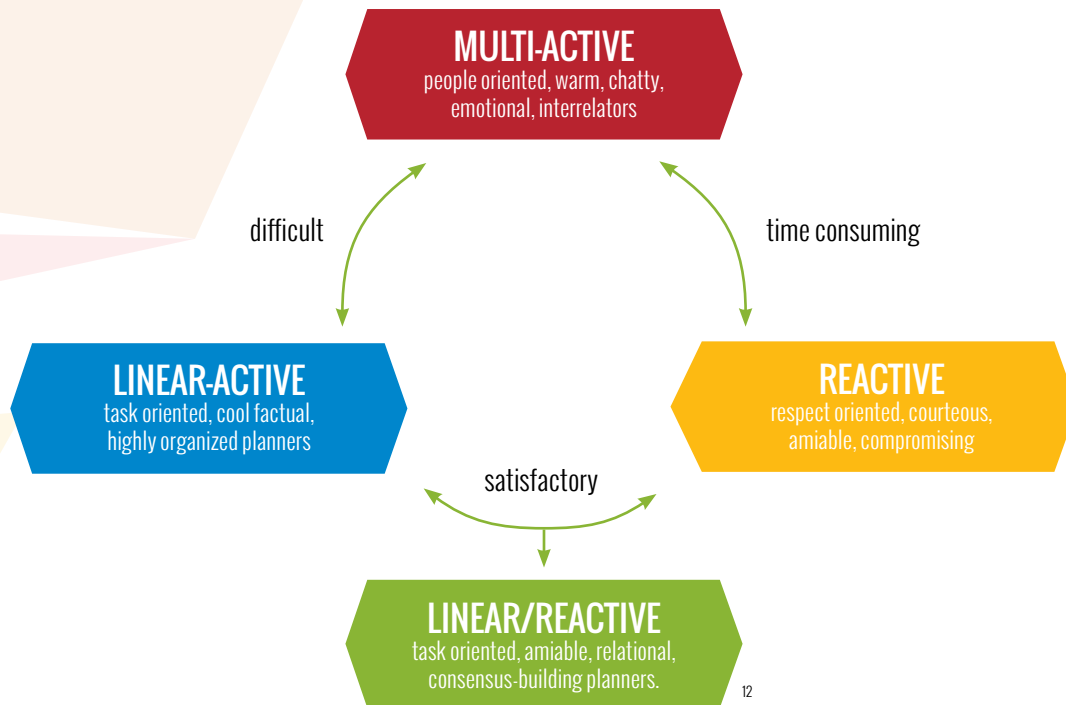 MULTI-ACTIVE
people oriented, warm, chatty,
emotional, interrelators
difficult
time consuming
LINEAR-ACTIVE
task oriented, cool factual,
highly organized planners
REACTIVE
respect oriented, courteous,
amiable, compromising
satisfactory
LINEAR/REACTIVE
task oriented, amiable, relational,
consensus-building planners.
12